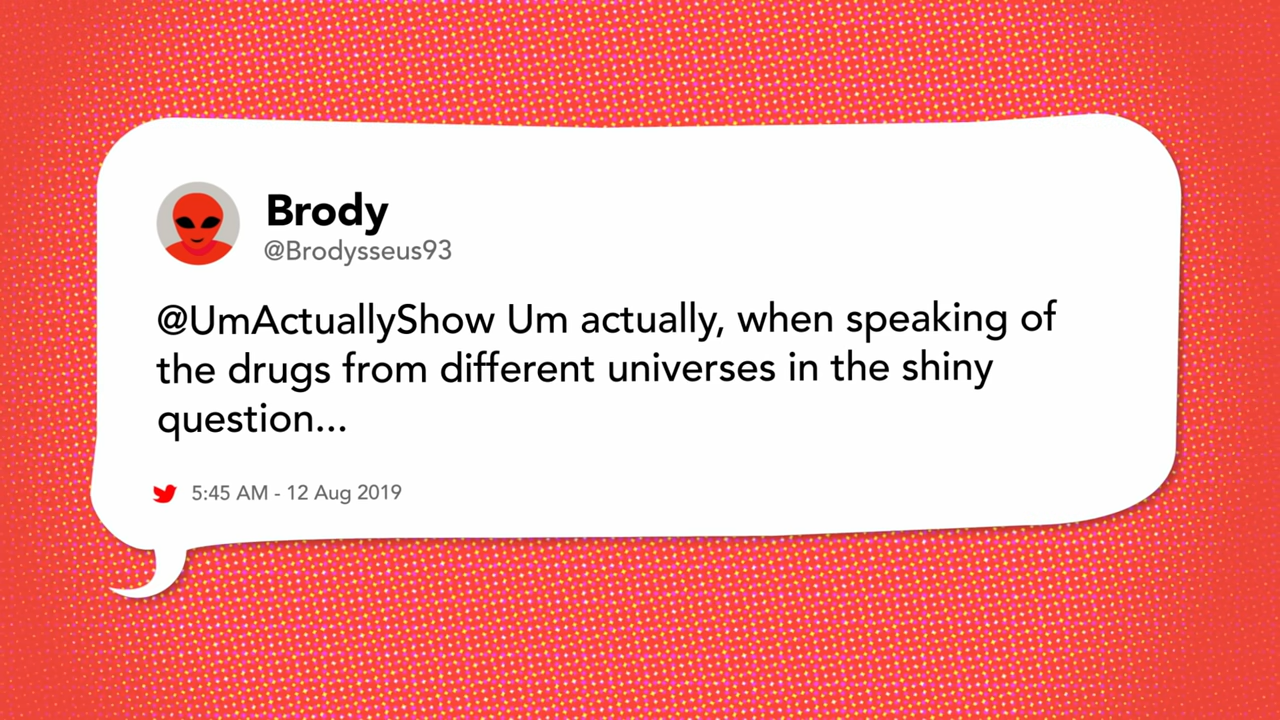 Brody
@Brodysseus93
@UmActuallyShow Um actually, when speaking of
the drugs from different universes in the shiny
question...
5:45 AM - 12 Aug 2019